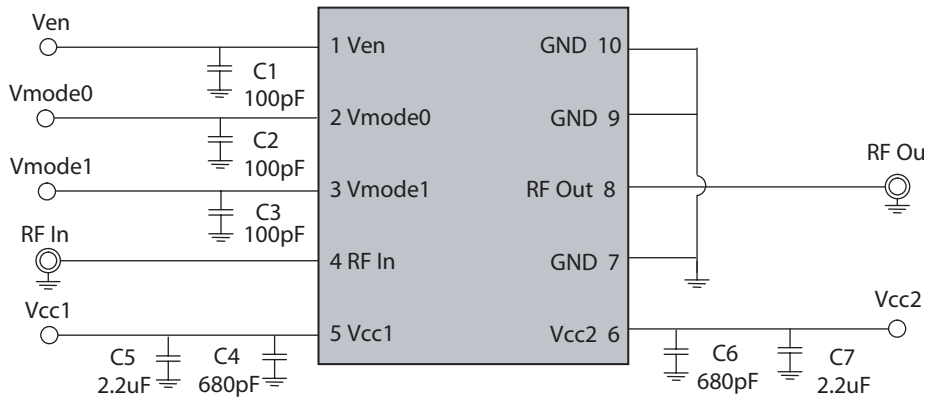 Ven
1 Ven
GND 10
C1
100pF
Vmode0
2 Vmode0
GND 9
C2
100pF
RF Ou
Vmode1
3 Vmode1
RF Out 8
C3
100pF
RF In
4 RF In
GND 7
Vcc1
Vcc2
5 Vcc1
Vcc2 6
C5
2.2uF
C4
680pF
C6
680pF
C7
2.2uF